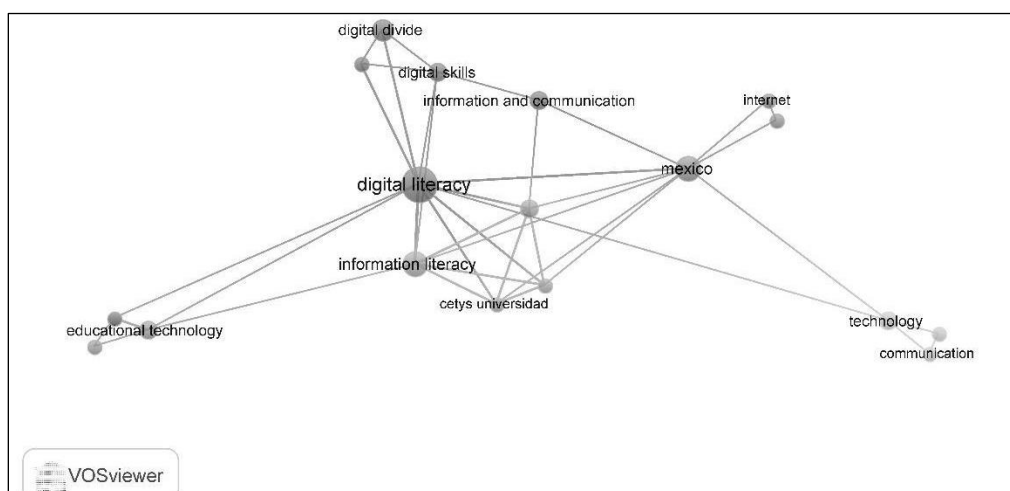 digital divide
digital skills
information and communication
internet
mexico
digital literacy
information literacy
cetys universidad
educational technology
technology
communication
VOSviewer